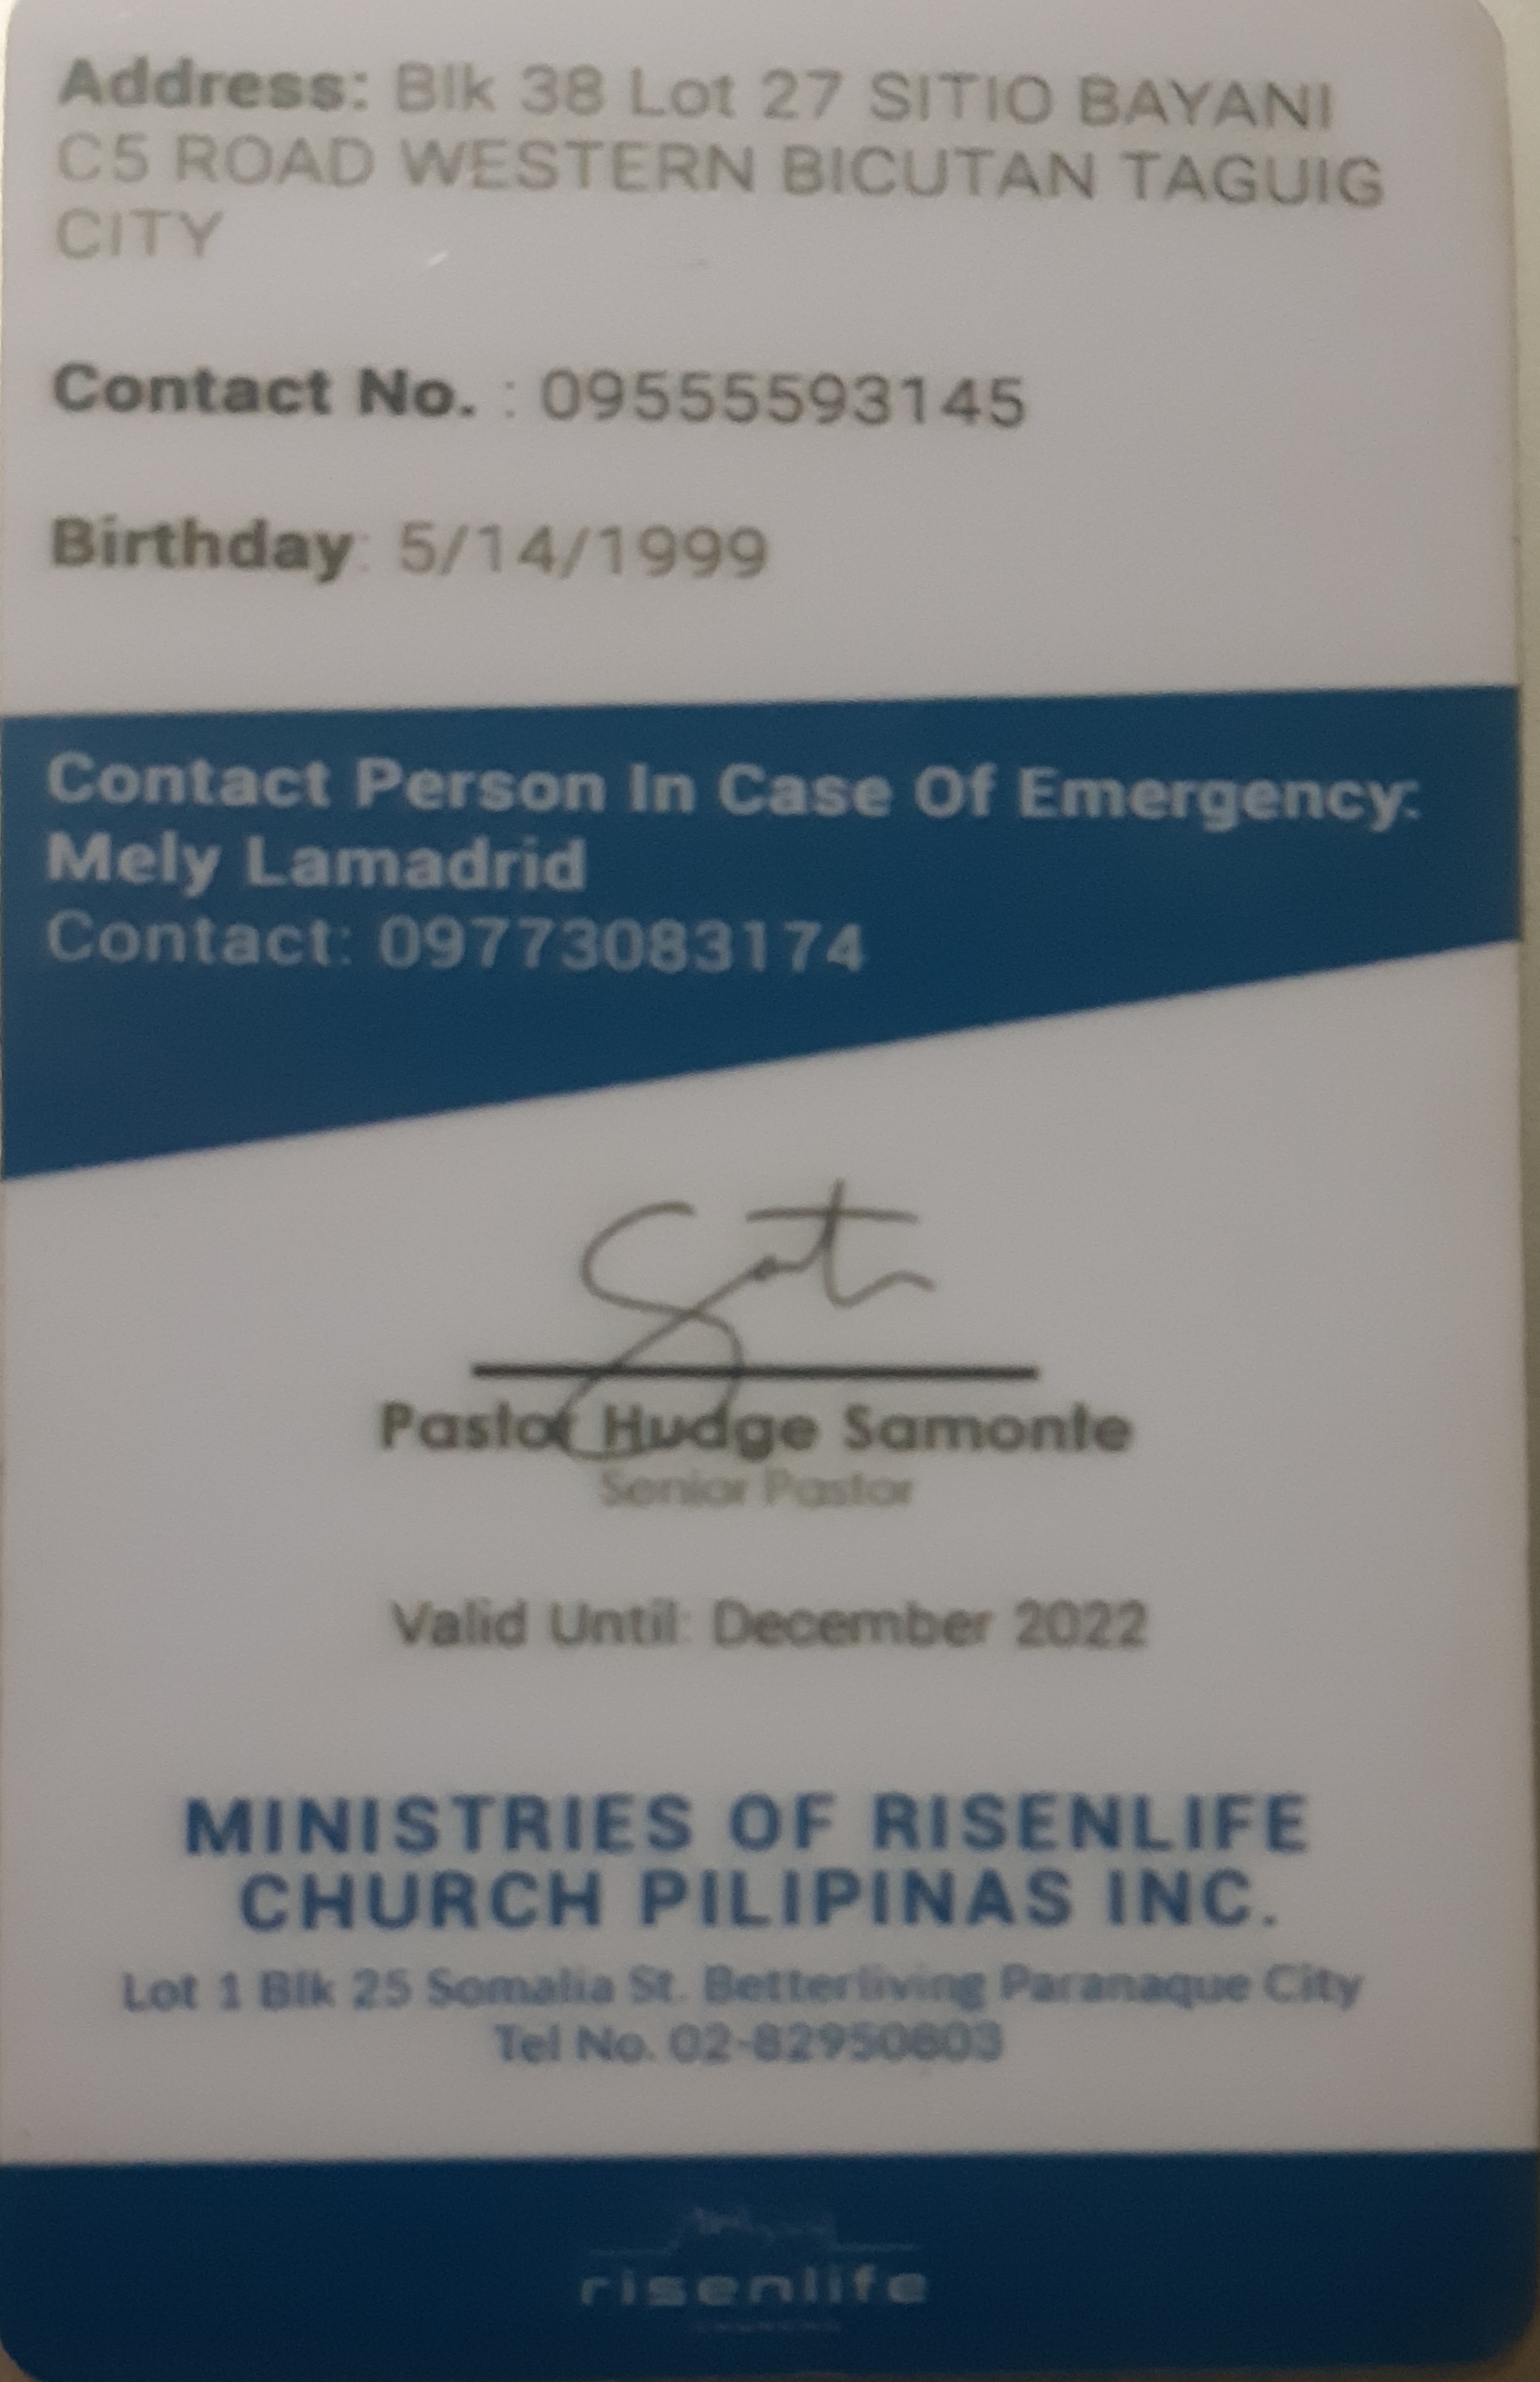 Address: Blk 38 Lot 27 SITIO BAYANI
C5 ROAD WESTERN BICUTAN TAGUIG
CITY
Contact No. : 09555593145
Birthday: 5/14/1999
Contact Person In Case Of Emergency:
Mely Lamadrid
Contact: 09773083174
Pastor Hudge Samonte
Senior Pastor
Valid Until: December 2022
MINISTRIES OF RISENLIFE
CHURCH PILIPINAS INC.
Lot 1 Blk 25 Somalia St. Betterliving Paranaque City
Tel No. 02-82950803
risenlife